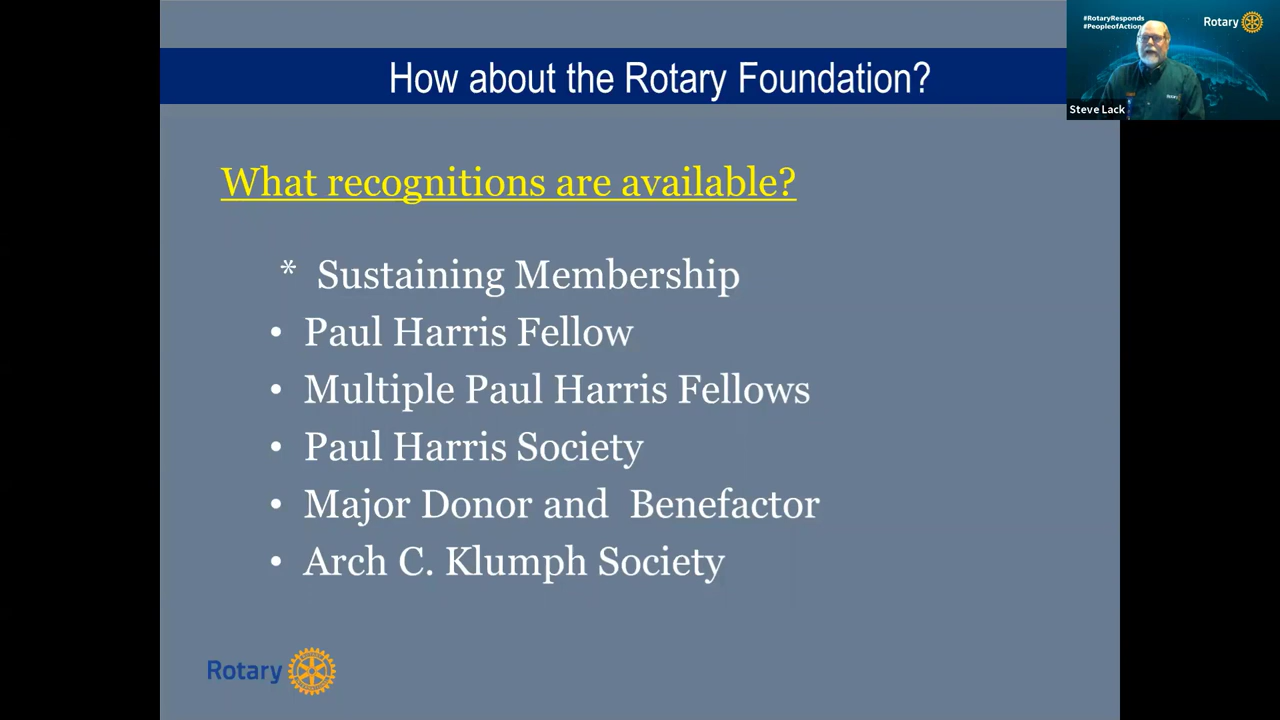 How about the Rotary Foundation?
#RotaryResponds
#PeopleofAction
Rotary
Steve Lack
What recognitions are available?
* Sustaining Membership
• Paul Harris Fellow
• Multiple Paul Harris Fellows
• Paul Harris Society
• Major Donor and Benefactor
• Arch C. Klumph Society
Rotary